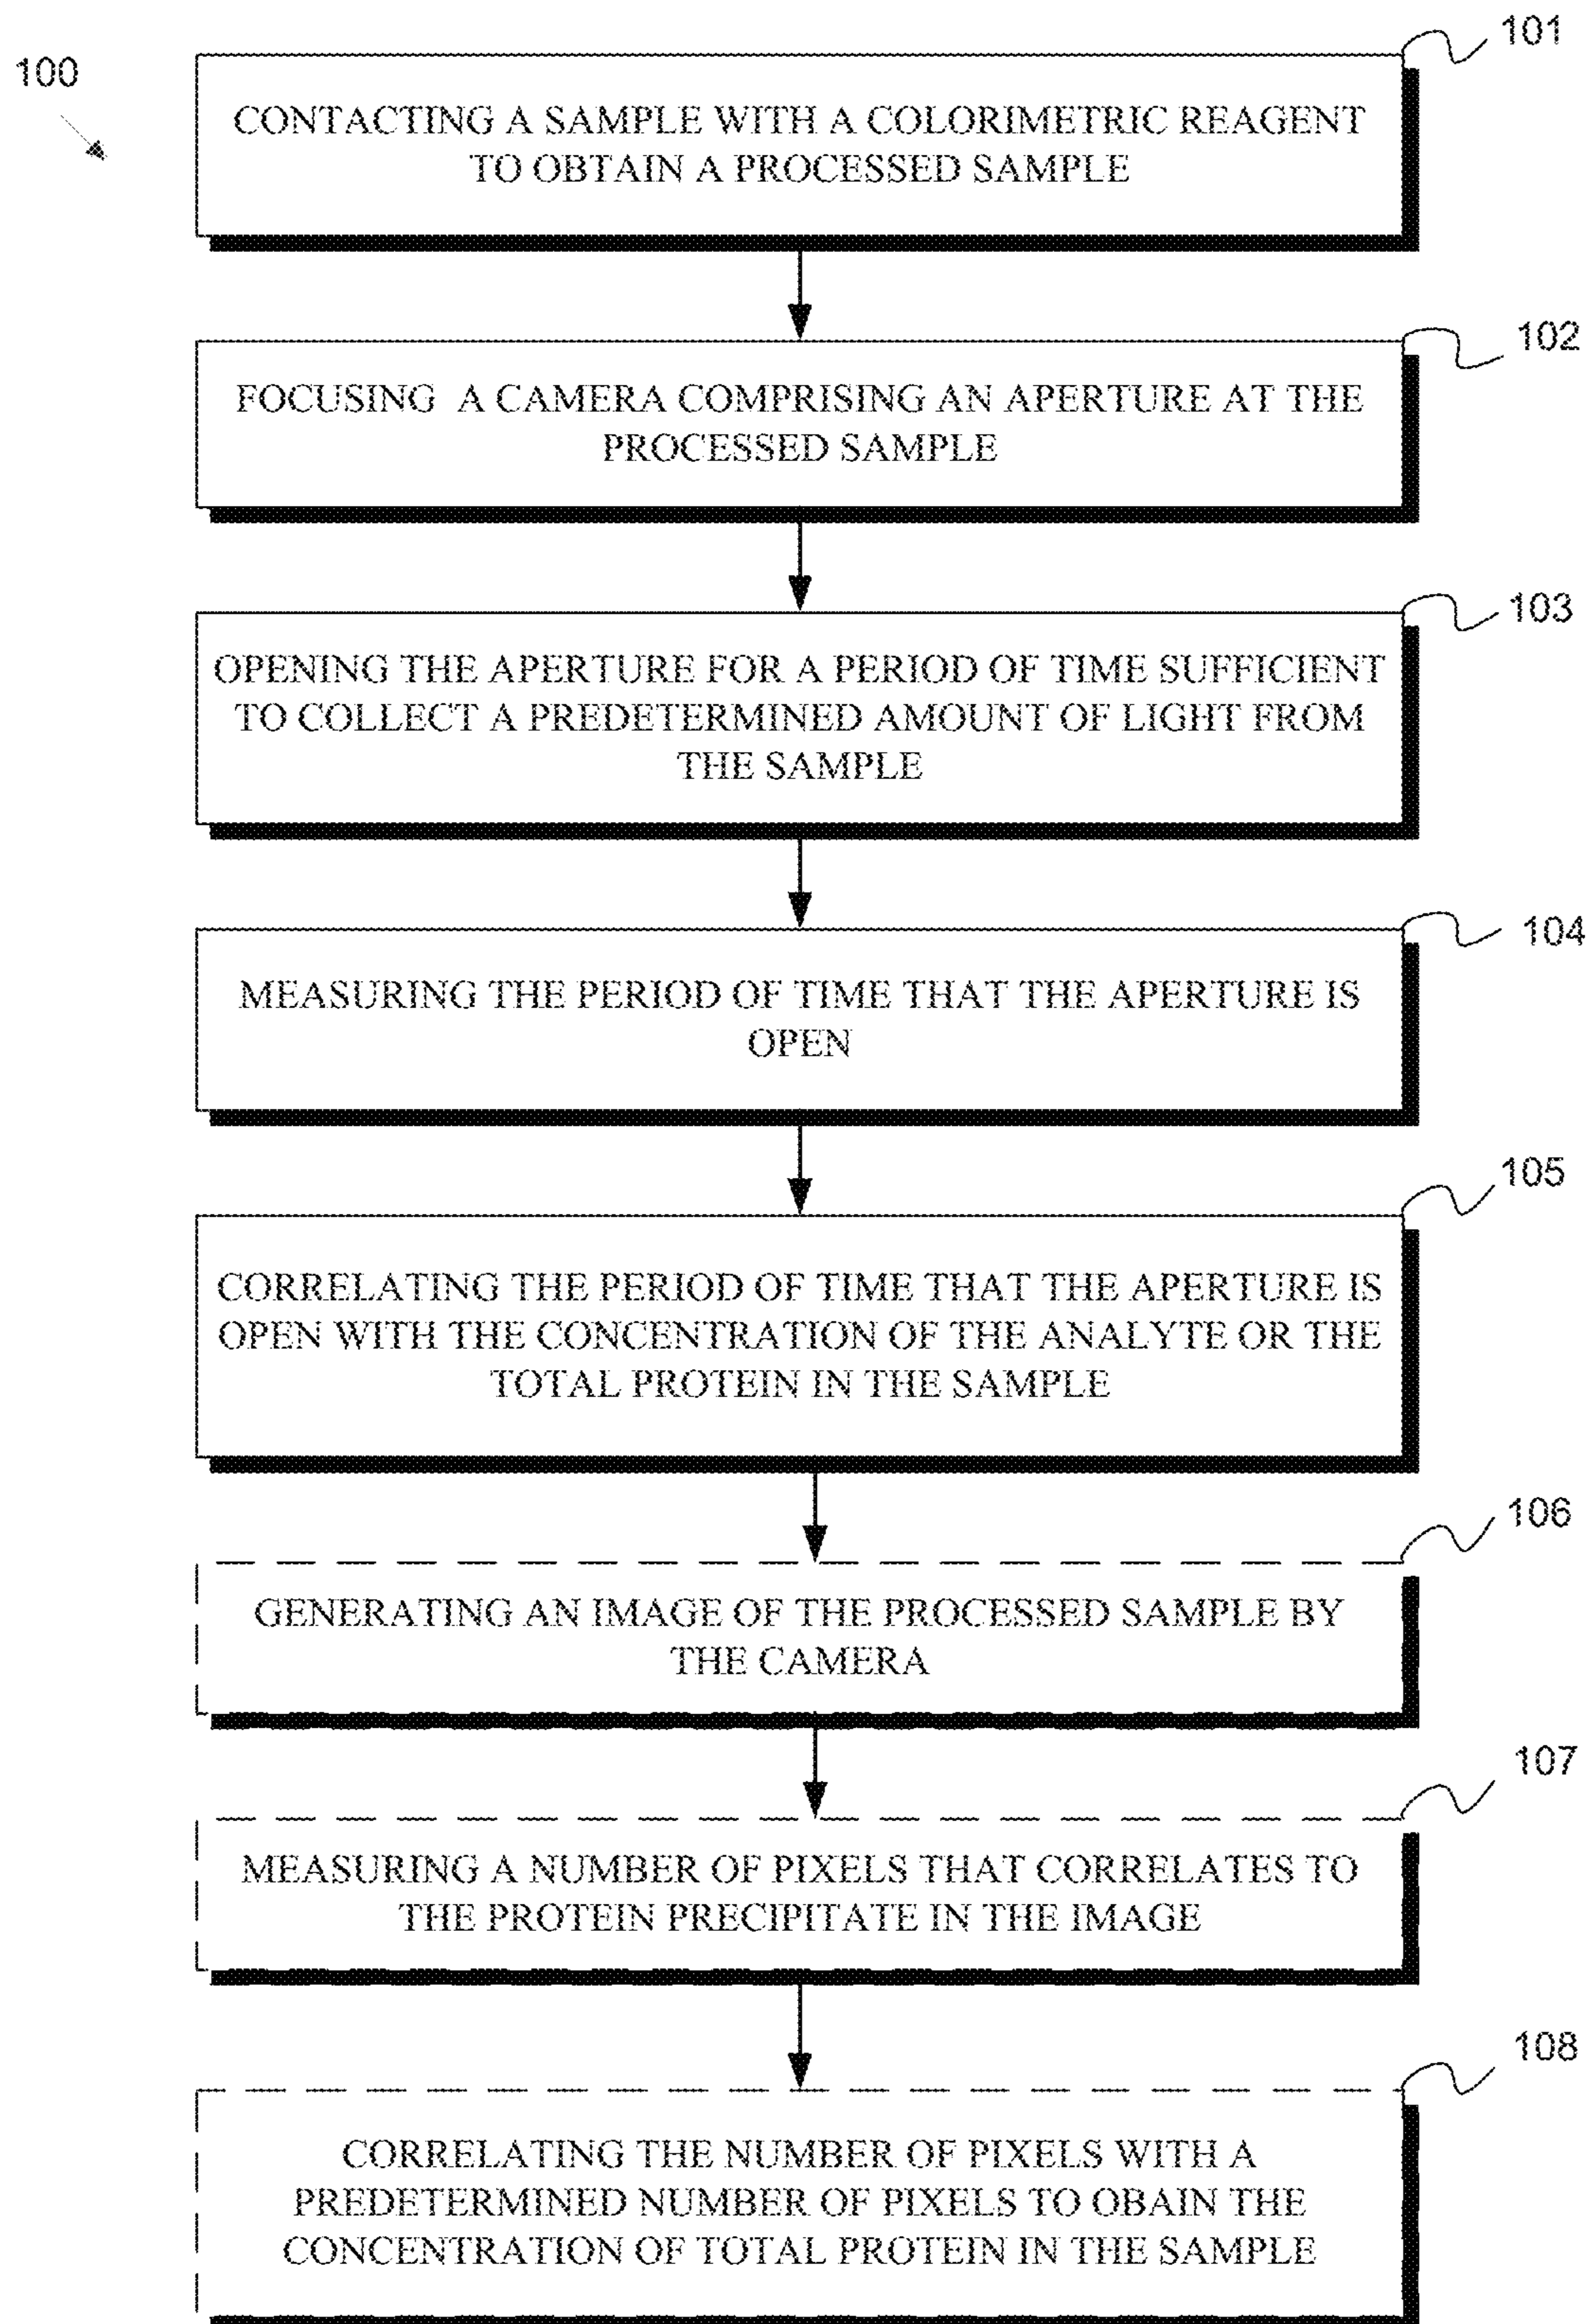 100
101
CONTACTING A SAMPLE WITH A COLORIMETRIC REAGENT
TO OBTAIN A PROCESSED SAMPLE
102
FOCUSING A CAMERA COMPRISING AN APERTURE AT THE
PROCESSED SAMPLE
103
OPENING THE APERTURE FOR A PERIOD OF TIME SUFFICIENT
TO COLLECT A PREDETERMINED AMOUNT OF LIGHT FROM
THE SAMPLE
104
MEASURING THE PERIOD OF TIME THAT THE APERTURE IS
OPEN
105
CORRELATING THE PERIOD OF TIME THAT THE APERTURE IS
OPEN WITH THE CONCENTRATION OF THE ANALYTE OR THE
TOTAL PROTEIN IN THE SAMPLE
106
GENERATING AN IMAGE OF THE PROCESSED SAMPLE BY
THE CAMERA
107
MEASURING A NUMBER OF PIXELS THAT CORRELATES TO
THE PROTEIN PRECIPITATE IN THE IMAGE
108
CORRELATING THE NUMBER OF PIXELS WITH A
PREDETERMINED NUMBER OF PIXELS TO OBAIN THE
CONCENTRATION OF TOTAL PROTEIN IN THE SAMPLE